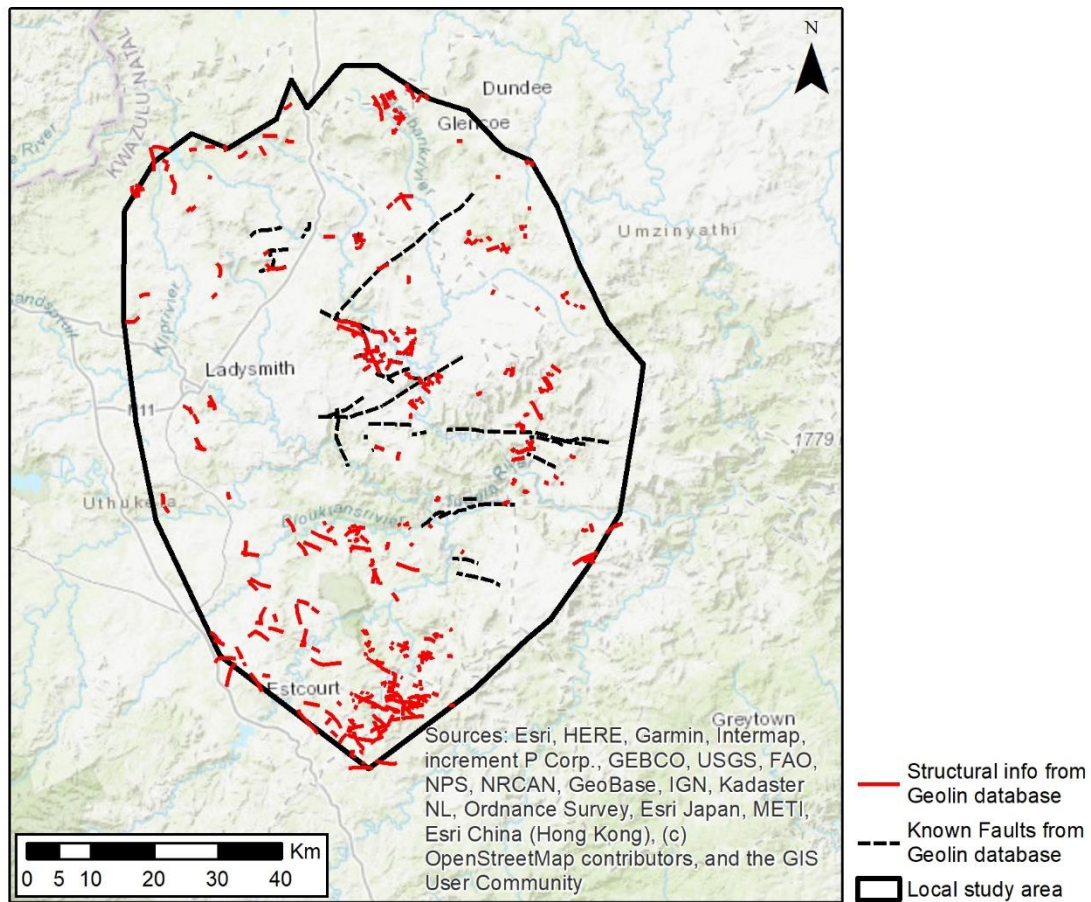 N
KWAZULU-NATAL
Dundee
Glencoe
Umzinyathi
Kliprivier
Ladysmith
N11
1779
Uthukela
Bloukransrivier
Estcourt
Greytown
Sources: Esri, HERE, Garmin, Intermap,
increment P Corp., GEBCO, USGS, FAO,
NPS, NRCAN, GeoBase, IGN, Kadaster
NL, Ordnance Survey, Esri Japan, METI,
Esri China (Hong Kong), (c)
OpenStreetMap contributors, and the GIS
User Community
Km
0 5 10 20 30 40
Structural info from
Geolin database
Known Faults from
Geolin database
Local study area